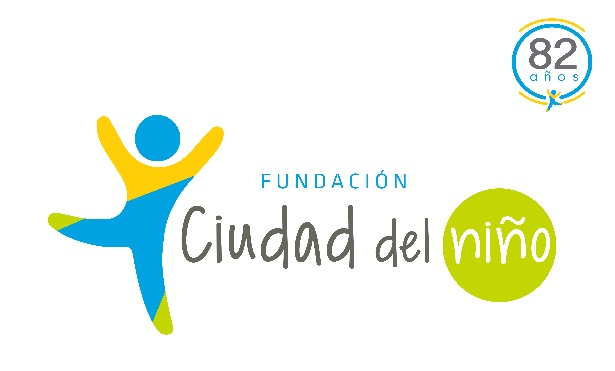 82
años
FUNDACIÓN
Ciudad del niño